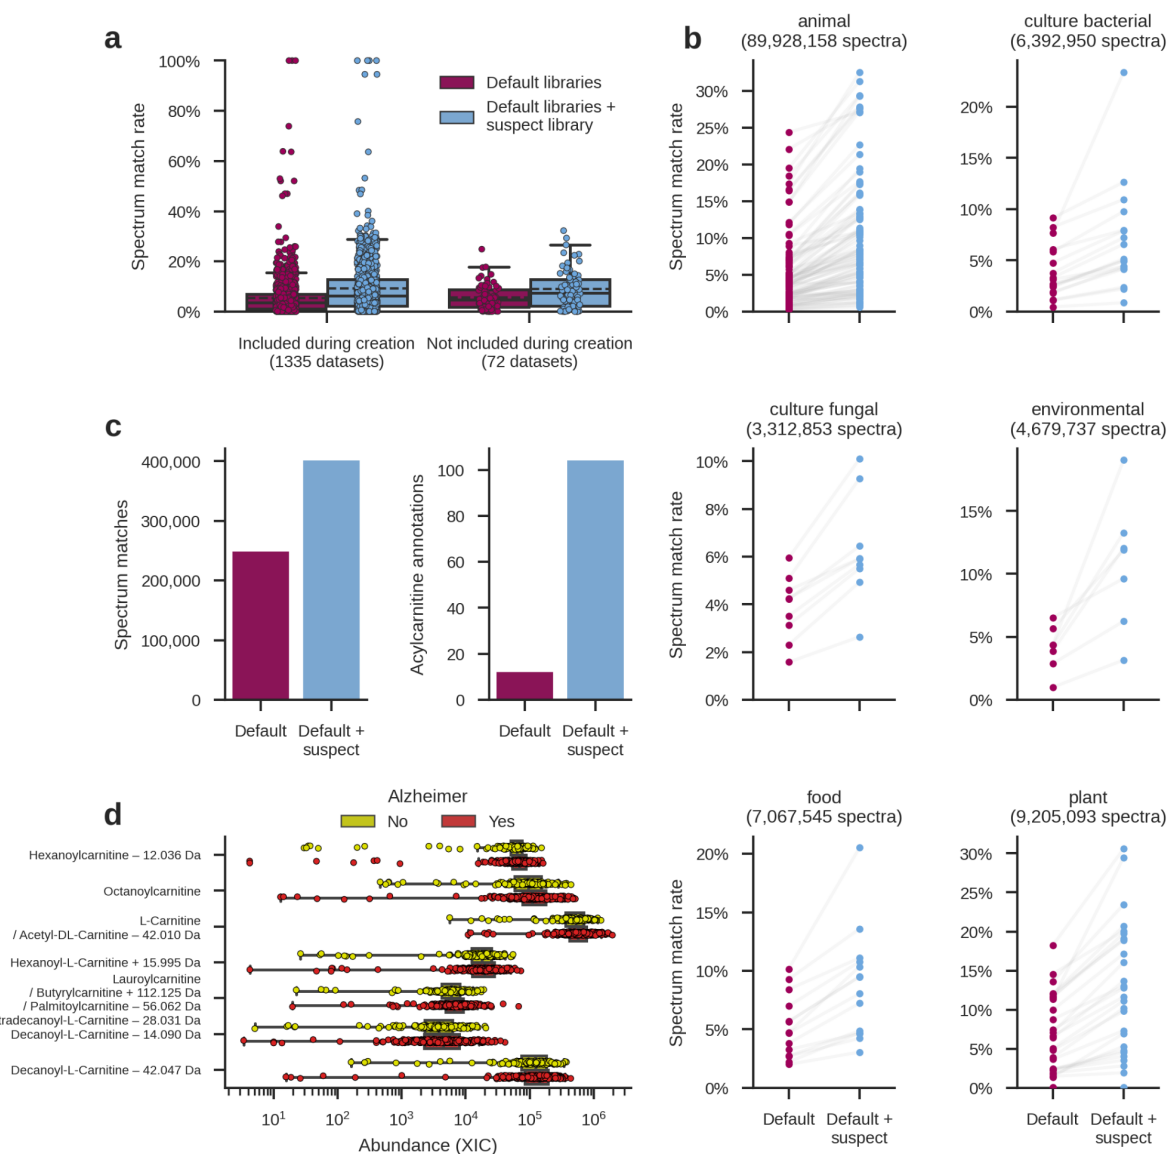 a
100%
80%
60%
40%
20%
0%
Spectrum match rate
Default libraries
Default libraries +
suspect library
Included during creation
(1335 datasets)
Not included during creation
(72 datasets)
b
animal
(89,928,158 spectra)
30%
25%
20%
15%
10%
5%
0%
Spectrum match rate
culture bacterial
(6,392,950 spectra)
20%
15%
10%
5%
0%
c
400,000
300,000
200,000
100,000
0
Spectrum matches
Default
Default +
suspect
100
80
60
40
20
0
Acylcarnitine annotations
Default
Default +
suspect
culture fungal
(3,312,853 spectra)
10%
8%
6%
4%
2%
0%
Spectrum match rate
environmental
(4,679,737 spectra)
15%
10%
5%
0%
d
Alzheimer
No
Yes
Hexanoylcarnitine – 12.036 Da
Octanoylcarnitine
L-Carnitine
/ Acetyl-DL-Carnitine – 42.010 Da
Hexanoyl-L-Carnitine + 15.995 Da
Lauroylcarnitine
/ Butyrylcarnitine + 112.125 Da
/ Palmitoylcarnitine – 56.062 Da
tradecanoyl-L-Carnitine – 28.031 Da
Decanoyl-L-Carnitine – 14.090 Da
Decanoyl-L-Carnitine – 42.047 Da
10¹
10²
10³
10⁴
10⁵
10⁶
Abundance (XIC)
food
(7,067,545 spectra)
20%
15%
10%
5%
0%
Spectrum match rate
Default
Default +
suspect
plant
(9,205,093 spectra)
30%
25%
20%
15%
10%
5%
0%
Default
Default +
suspect